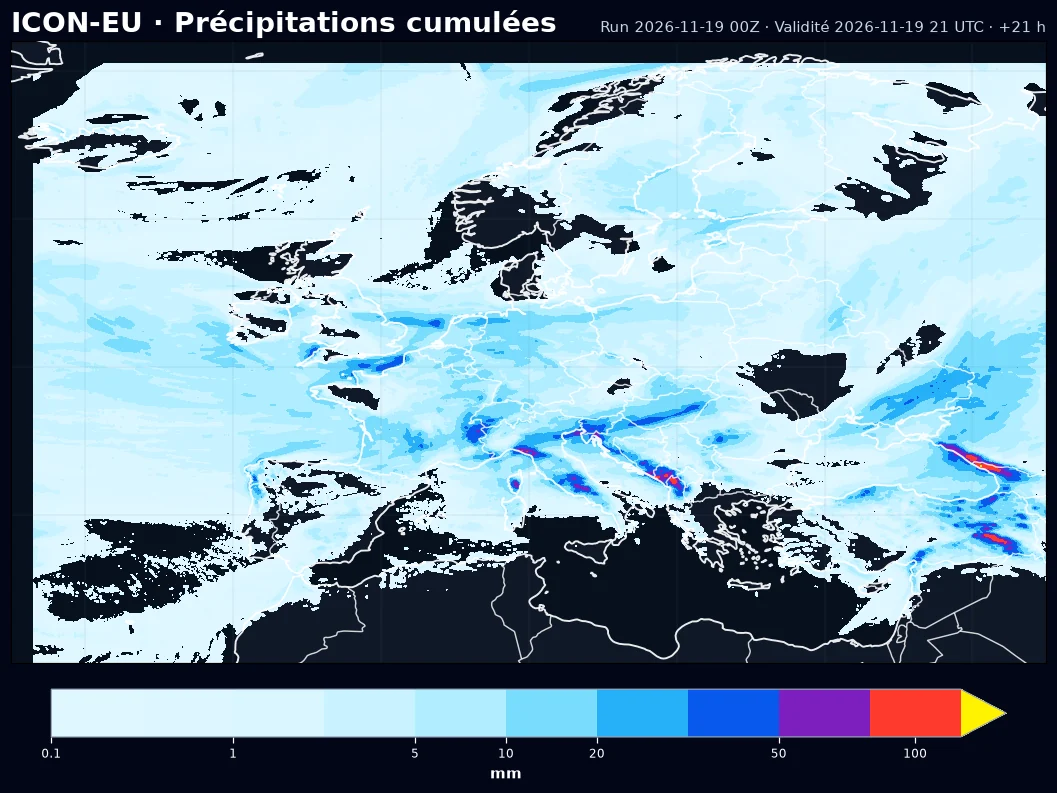 ICON-EU · Précipitations cumulées
Run 2026-11-19 00Z · Validité 2026-11-19 21 UTC · +21 h
0.1 1 5 10 20 50 100
mm